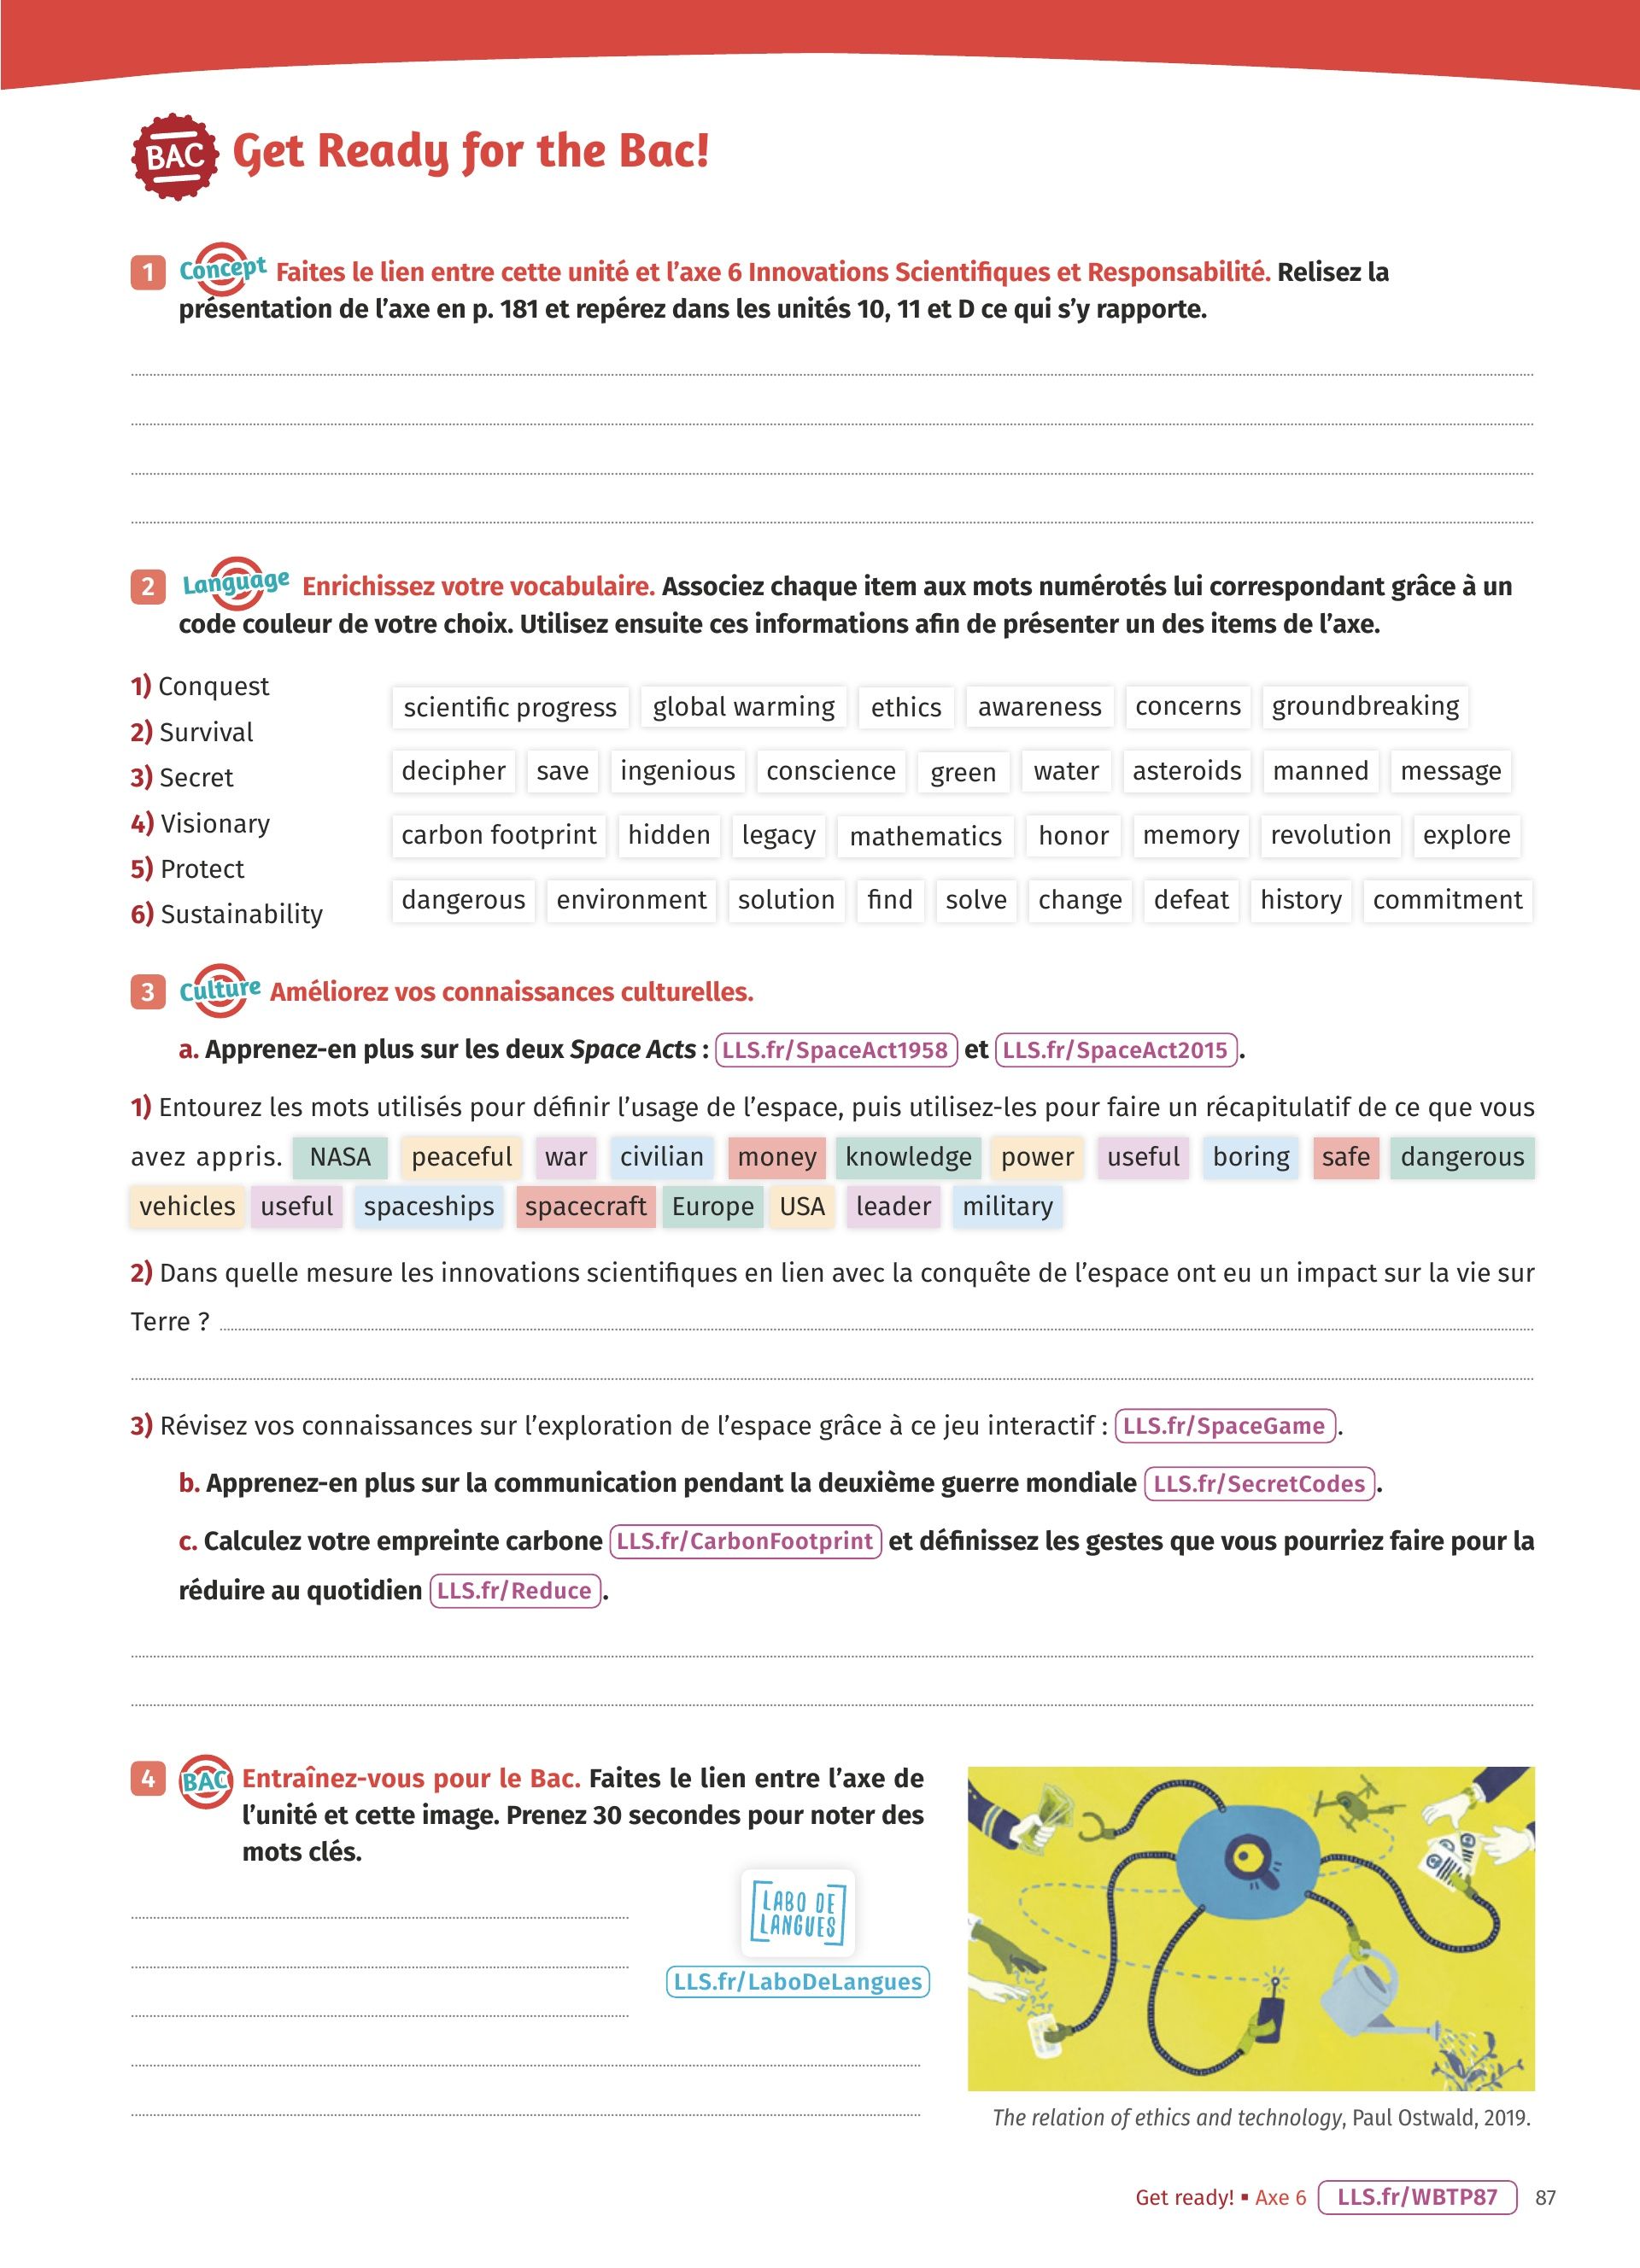 BAC
Get Ready for the Bac!
1 Concept Faites le lien entre cette unité et l'axe 6 Innovations Scientifiques et Responsabilité. Relisez la
présentation de l'axe en p. 181 et repérez dans les unités 10, 11 et D ce qui s'y rapporte.
2 Language Enrichissez votre vocabulaire. Associez chaque item aux mots numérotés lui correspondant grâce à un
code couleur de votre choix. Utilisez ensuite ces informations afin de présenter un des items de l'axe.
1) Conquest
2) Survival
3) Secret
4) Visionary
5) Protect
6) Sustainability
scientific progress global warming ethics awareness concerns groundbreaking
decipher save ingenious conscience green water asteroids manned message
carbon footprint hidden legacy mathematics honor memory revolution explore
dangerous environment solution find solve change defeat history commitment
3 Culture Améliorez vos connaissances culturelles.
a. Apprenez-en plus sur les deux Space Acts : LLS.fr/SpaceAct1958 et LLS.fr/SpaceAct2015 .
1) Entourez les mots utilisés pour définir l'usage de l'espace, puis utilisez-les pour faire un récapitulatif de ce que vous
avez appris. NASA peaceful war civilian money knowledge power useful boring safe dangerous
vehicles useful spaceships spacecraft Europe USA leader military
2) Dans quelle mesure les innovations scientifiques en lien avec la conquête de l'espace ont eu un impact sur la vie sur
Terre ?
3) Révisez vos connaissances sur l'exploration de l'espace grâce à ce jeu interactif : LLS.fr/SpaceGame .
b. Apprenez-en plus sur la communication pendant la deuxième guerre mondiale LLS.fr/SecretCodes .
c. Calculez votre empreinte carbone LLS.fr/CarbonFootprint et définissez les gestes que vous pourriez faire pour la
réduire au quotidien LLS.fr/Reduce .
4 BAC Entraînez-vous pour le Bac. Faites le lien entre l'axe de
l'unité et cette image. Prenez 30 secondes pour noter des
mots clés.
LABO DE
LANGUES
LLS.fr/LaboDeLangues
The relation of ethics and technology, Paul Ostwald, 2019.
Get ready! ▪ Axe 6 LLS.fr/WBTP87 87